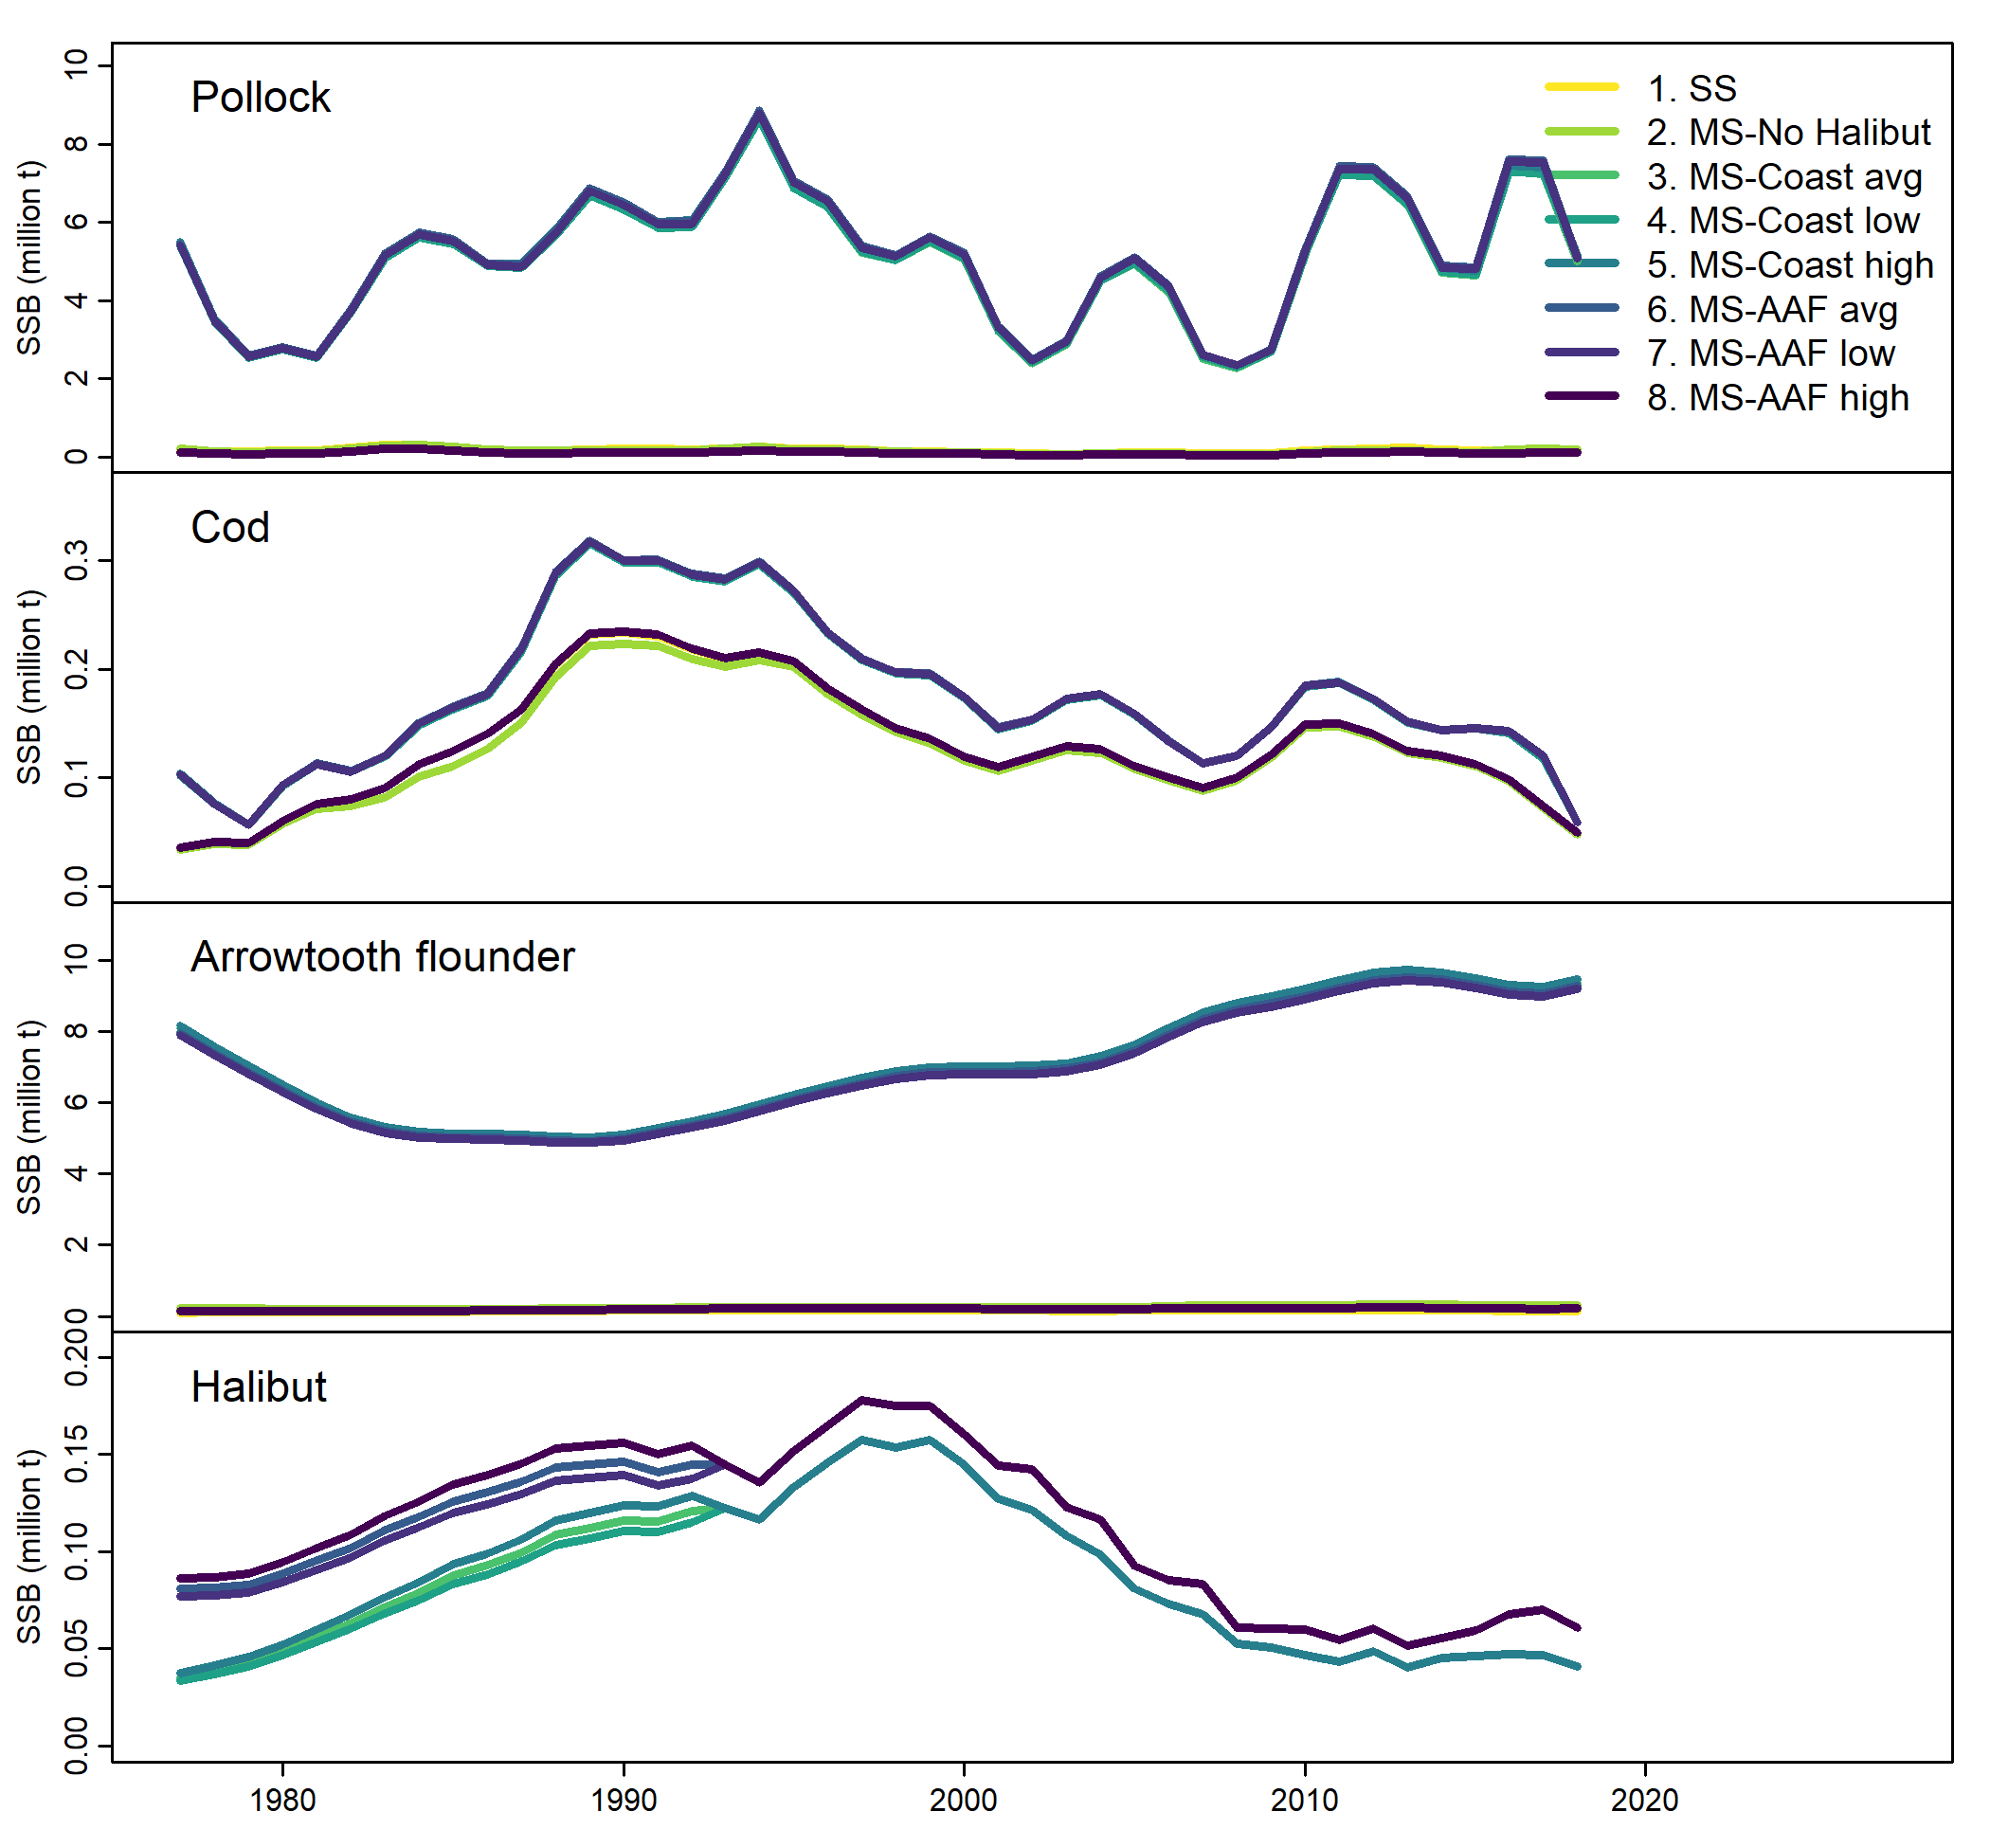 Pollock
SSB (million t)
10
8
6
4
2
0
1. SS
2. MS-No Halibut
3. MS-Coast avg
4. MS-Coast low
5. MS-Coast high
6. MS-AAF avg
7. MS-AAF low
8. MS-AAF high
Cod
SSB (million t)
0.3
0.2
0.1
0.0
Arrowtooth flounder
SSB (million t)
10
8
6
4
2
0
Halibut
SSB (million t)
0.20
0.15
0.10
0.05
0.00
1980 1990 2000 2010 2020